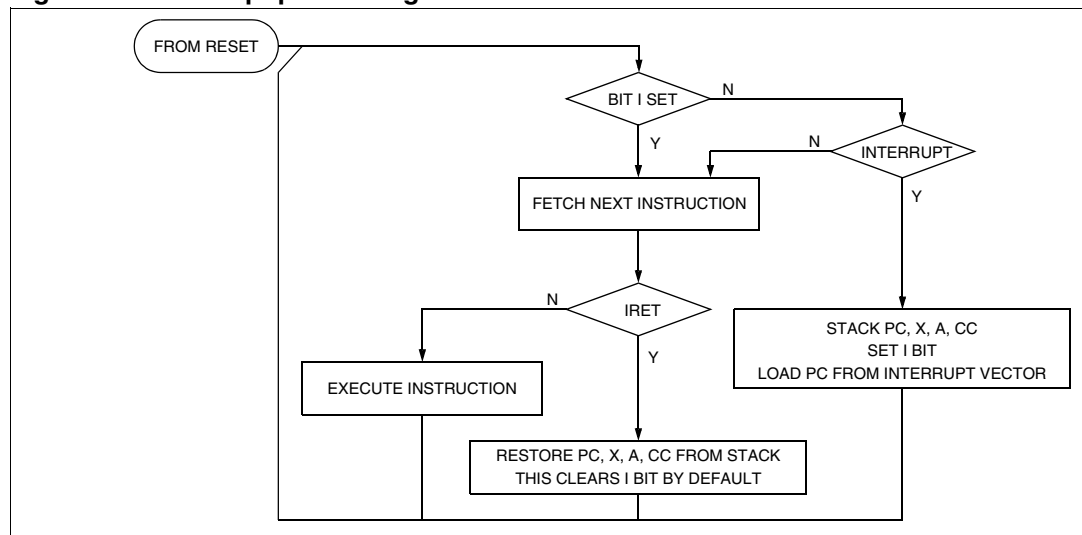 FROM RESET
BIT I SET
N
Y
N
INTERRUPT
Y
FETCH NEXT INSTRUCTION
N
IRET
Y
STACK PC, X, A, CC
SET I BIT
LOAD PC FROM INTERRUPT VECTOR
EXECUTE INSTRUCTION
RESTORE PC, X, A, CC FROM STACK
THIS CLEARS I BIT BY DEFAULT